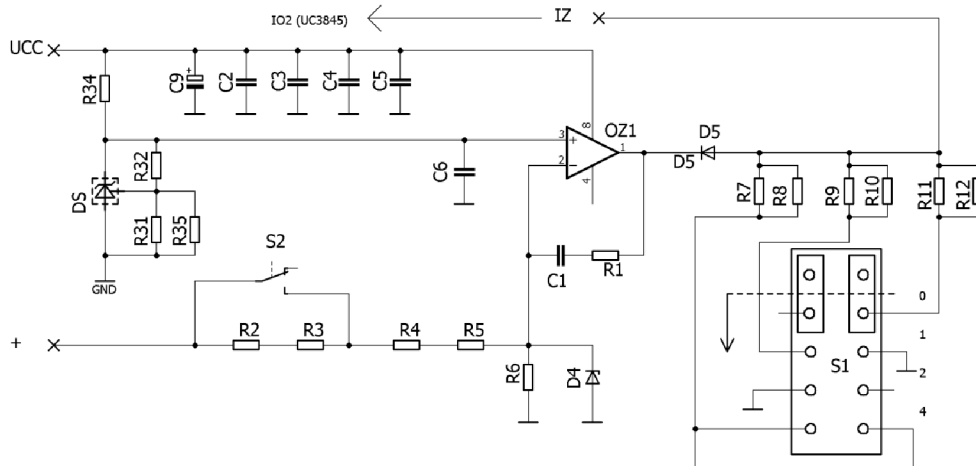 IO2 (UC3845)
IZ
UCC
R34
+
C9
C2
C3
C4
C5
8
OZ1
3
+
1
D5
D5
2
−
4
R32
C6
DS
R31
R35
R7
R8
R9
R10
R11
R12
S2
C1
R1
GND
0
+
R2
R3
R4
R5
1
S1
R6
D4
2
4